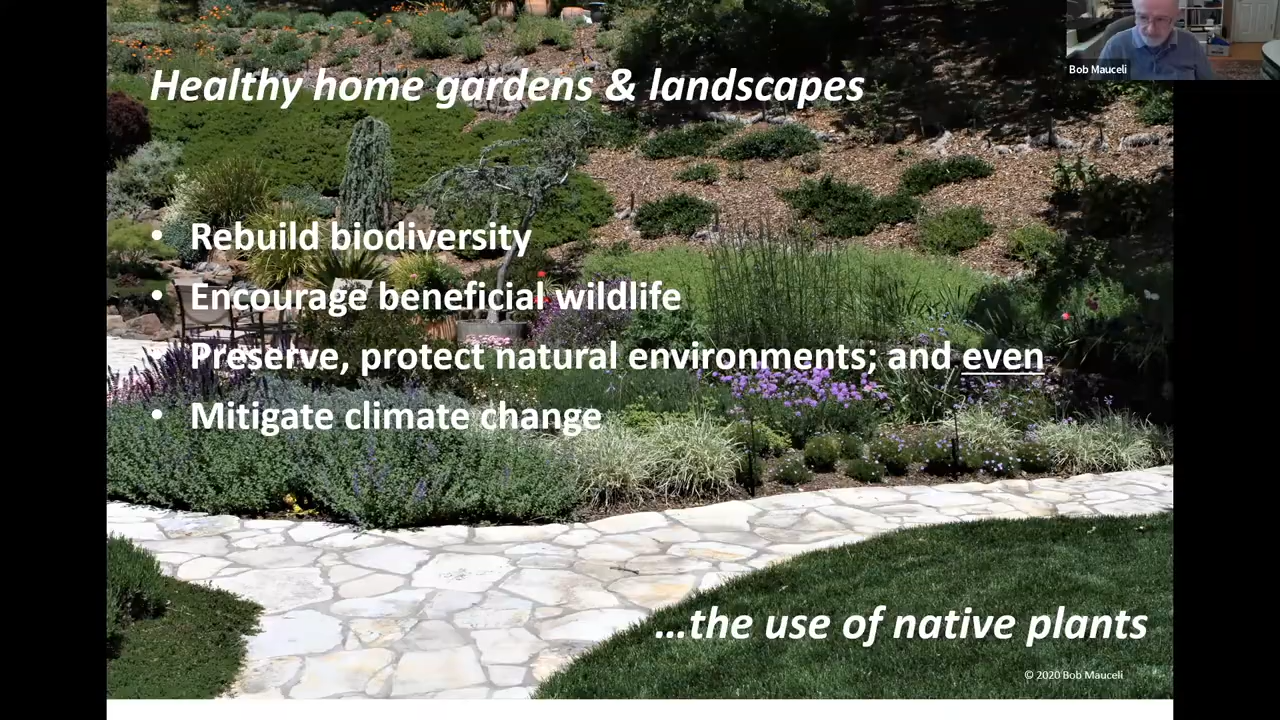 Bob Mauceli
Healthy home gardens & landscapes
• Rebuild biodiversity
• Encourage beneficial wildlife
• Preserve, protect natural environments; and even
• Mitigate climate change
...the use of native plants
© 2020 Bob Mauceli